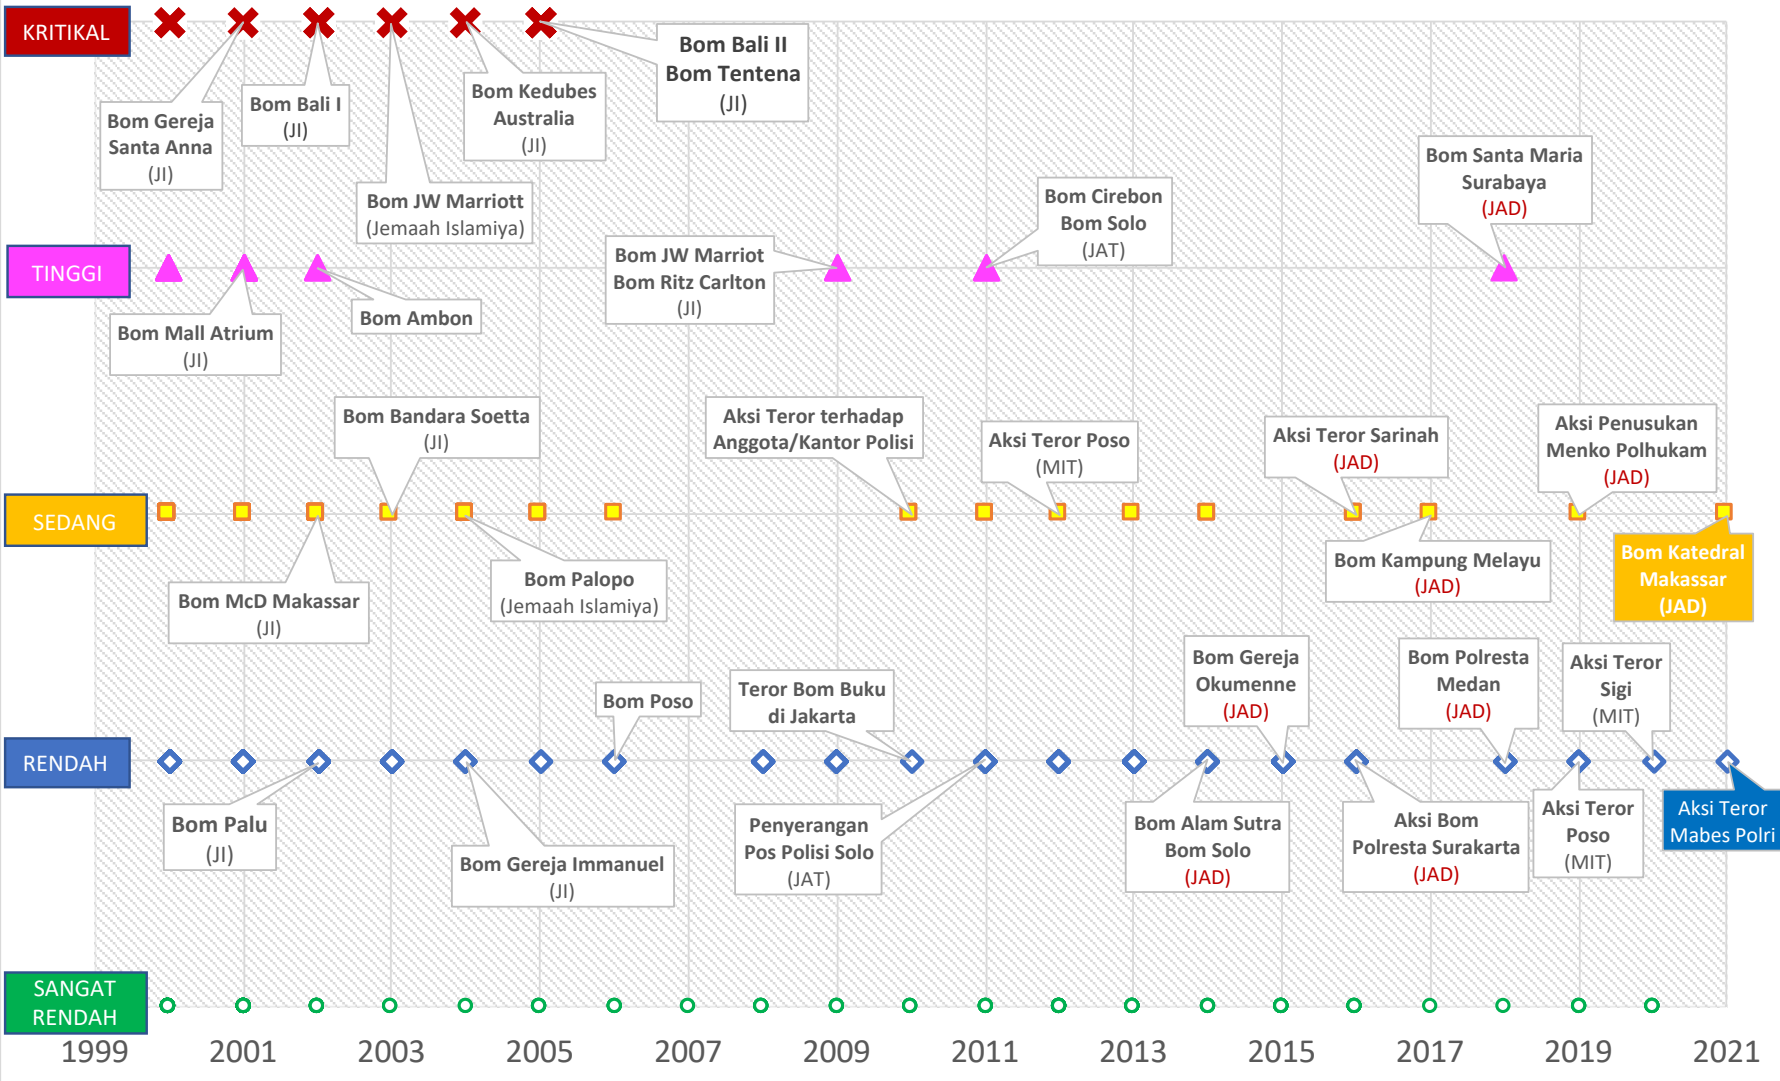 KRITIKAL
Bom Gereja
Santa Anna
(JI)
Bom Bali I
(JI)
Bom JW Marriott
(Jemaah Islamiya)
Bom Kedubes
Australia
(JI)
Bom Bali II
Bom Tentena
(JI)
TINGGI
Bom Mall Atrium
(JI)
Bom Ambon
Bom JW Marriot
Bom Ritz Carlton
(JI)
Bom Cirebon
Bom Solo
(JAT)
Bom Santa Maria
Surabaya
(JAD)
SEDANG
Bom McD Makassar
(JI)
Bom Bandara Soetta
(JI)
Bom Palopo
(Jemaah Islamiya)
Aksi Teror terhadap
Anggota/Kantor Polisi
Aksi Teror Poso
(MIT)
Aksi Teror Sarinah
(JAD)
Bom Kampung Melayu
(JAD)
Aksi Penusukan
Menko Polhukam
(JAD)
Bom Katedral
Makassar
(JAD)
RENDAH
Bom Palu
(JI)
Bom Gereja Immanuel
(JI)
Bom Poso
Teror Bom Buku
di Jakarta
Penyerangan
Pos Polisi Solo
(JAT)
Bom Alam Sutra
Bom Solo
(JAD)
Bom Gereja
Okumenne
(JAD)
Aksi Bom
Polresta Surakarta
(JAD)
Bom Polresta
Medan
(JAD)
Aksi Teror
Poso
(MIT)
Aksi Teror
Sigi
(MIT)
Aksi Teror
Mabes Polri
SANGAT
RENDAH
1999 2001 2003 2005 2007 2009 2011 2013 2015 2017 2019 2021